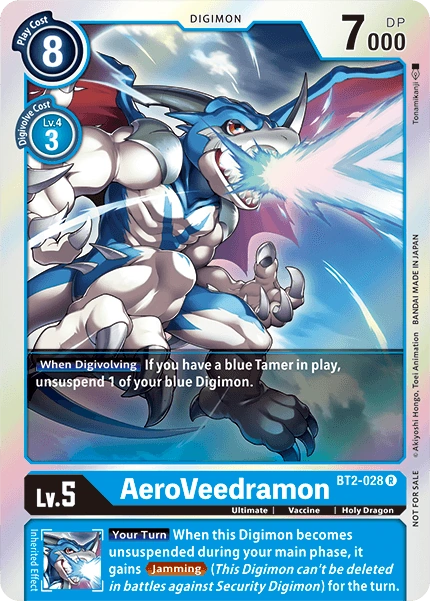 DIGIMON
Play Cost
8
7000
DP
Digivolve Cost
Lv.4
3
Tonamikanji
When Digivolving If you have a blue Tamer in play,
unsuspend 1 of your blue Digimon.
© Akiyoshi Hongo, Toei Animation BANDAI MADE IN JAPAN
NOT FOR SALE
BT2-028 R
Lv.5
AeroVeedramon
Ultimate | Vaccine | Holy Dragon
Inherited Effect
Your Turn When this Digimon becomes
unsuspended during your main phase, it
gains Jamming (This Digimon can't be deleted
in battles against Security Digimon) for the turn.